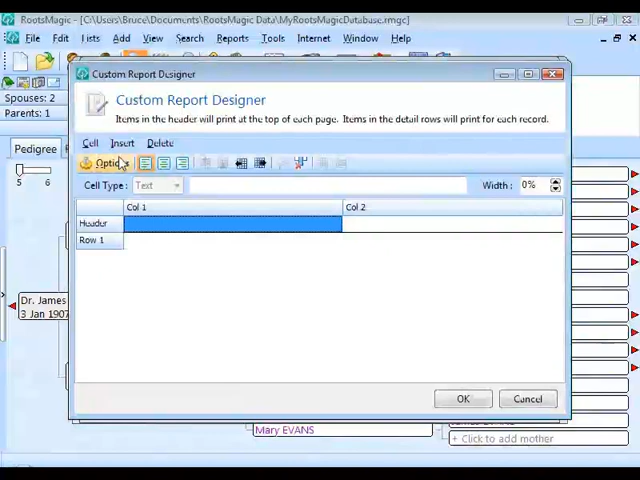 RootsMagic - [C:\Users\Bruce\Documents\RootsMagic Data\MyRootsMagicDatabase.rmgc]
File Edit Lists Add View Search Reports Tools Internet Window Help
Custom Report Designer
Spouses: 2
Parents: 1
Custom Report Designer
Items in the header will print at the top of each page. Items in the detail rows will print for each record.
Cell Insert Delete
Pedigree
Options
5 6
Cell Type: Text Width: 0%
Col 1 Col 2
Header
Row 1
Dr. James
3 Jan 1907
OK Cancel
Mary EVANS
+ Click to add mother